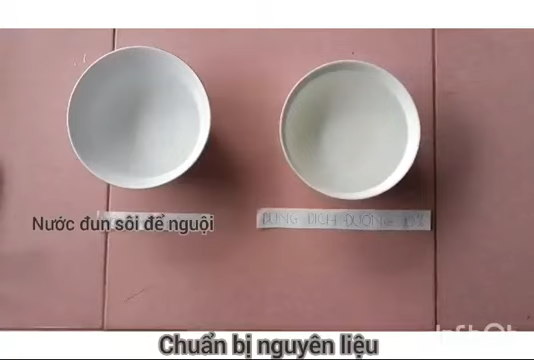 Nước đun sôi để nguội
DUNG DỊCH ĐƯỜNG
Chuẩn bị nguyên liệu